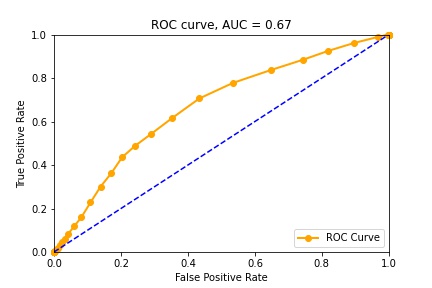 ROC curve, AUC = 0.67
True Positive Rate
1.0
0.8
0.6
0.4
0.2
0.0
0.0 0.2 0.4 0.6 0.8 1.0
False Positive Rate
ROC Curve